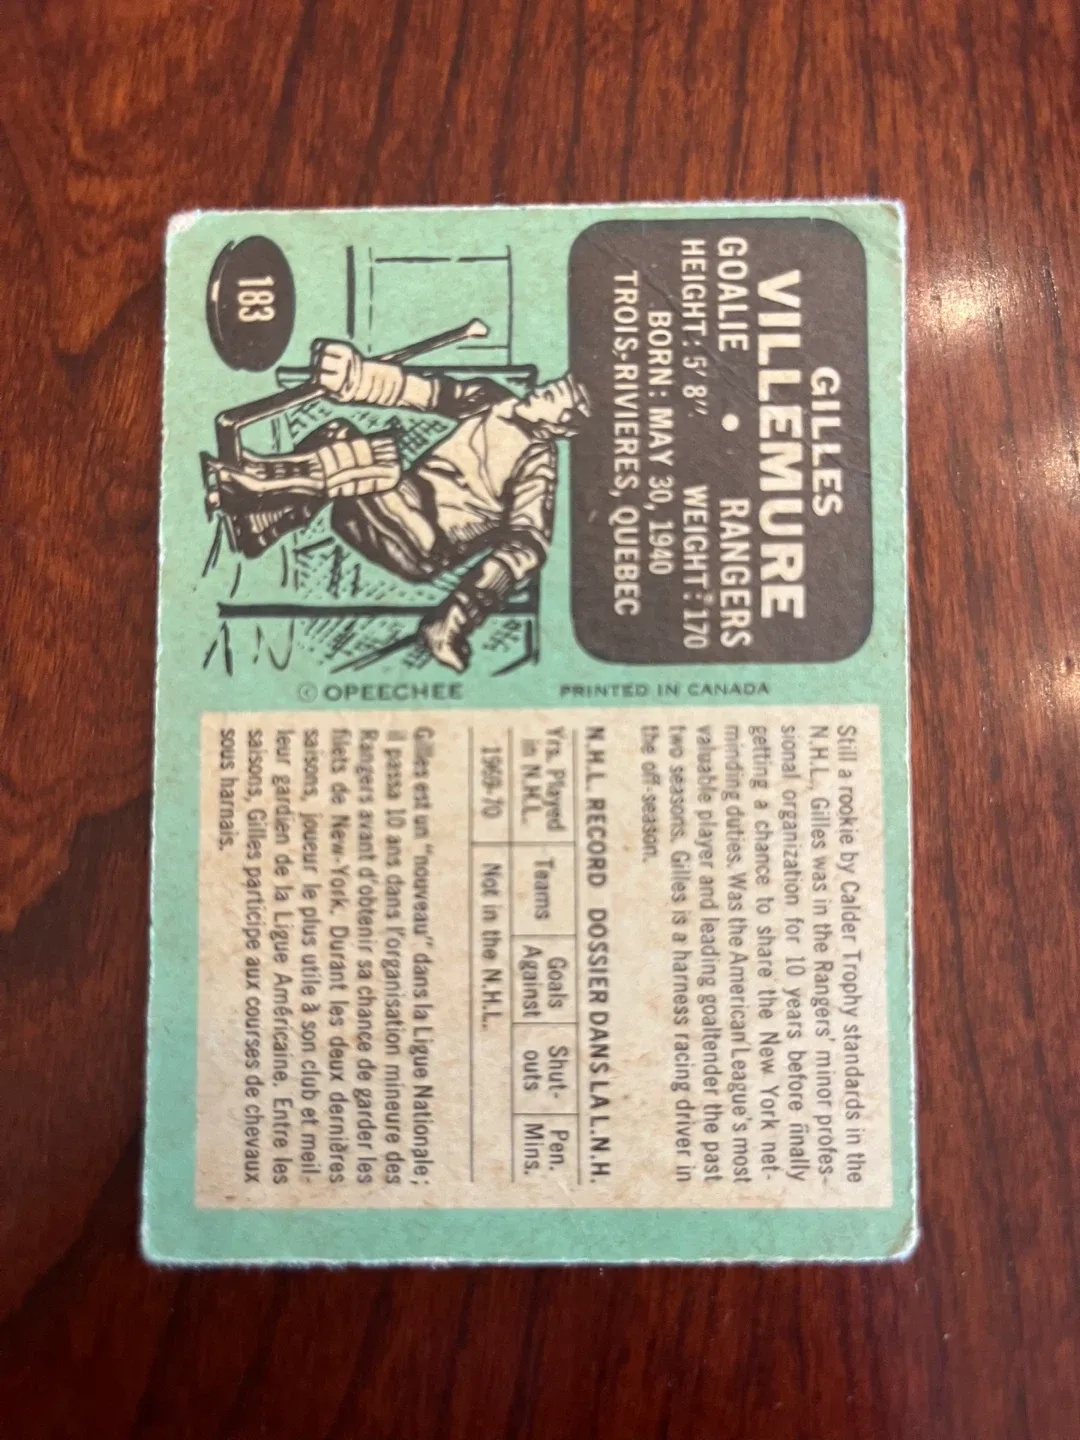 GILLES
VILLEMURE
GOALIE • RANGERS
HEIGHT: 5' 8". WEIGHT: 170
BORN: MAY 30, 1940
TROIS-RIVIERES, QUEBEC
183
© OPEECHEE PRINTED IN CANADA
Still a rookie by Calder Trophy standards in the
N.H.L., Gilles was in the Rangers' minor profes-
sional organization for 10 years before finally
getting a chance to share the New York net-
minding duties. Was the American League's most
valuable player and leading goaltender the past
two seasons. Gilles is a harness racing driver in
the off-season.
N.H.L. RECORD DOSSIER DANS LA L.N.H.
Yrs. Played Teams Goals Shut- Pen.
in N.H.L. Against outs Mins.
1969-70 Not in the N.H.L.
Gilles est un "nouveau" dans la Ligue Nationale;
il passa 10 ans dans l'organisation mineure des
Rangers avant d'obtenir sa chance de garder les
filets de New-York. Durant les deux dernières
saisons, joueur le plus utile à son club et meil-
leur gardien de la Ligue Américaine. Entre les
saisons, Gilles participe aux courses de chevaux
sous harnais.